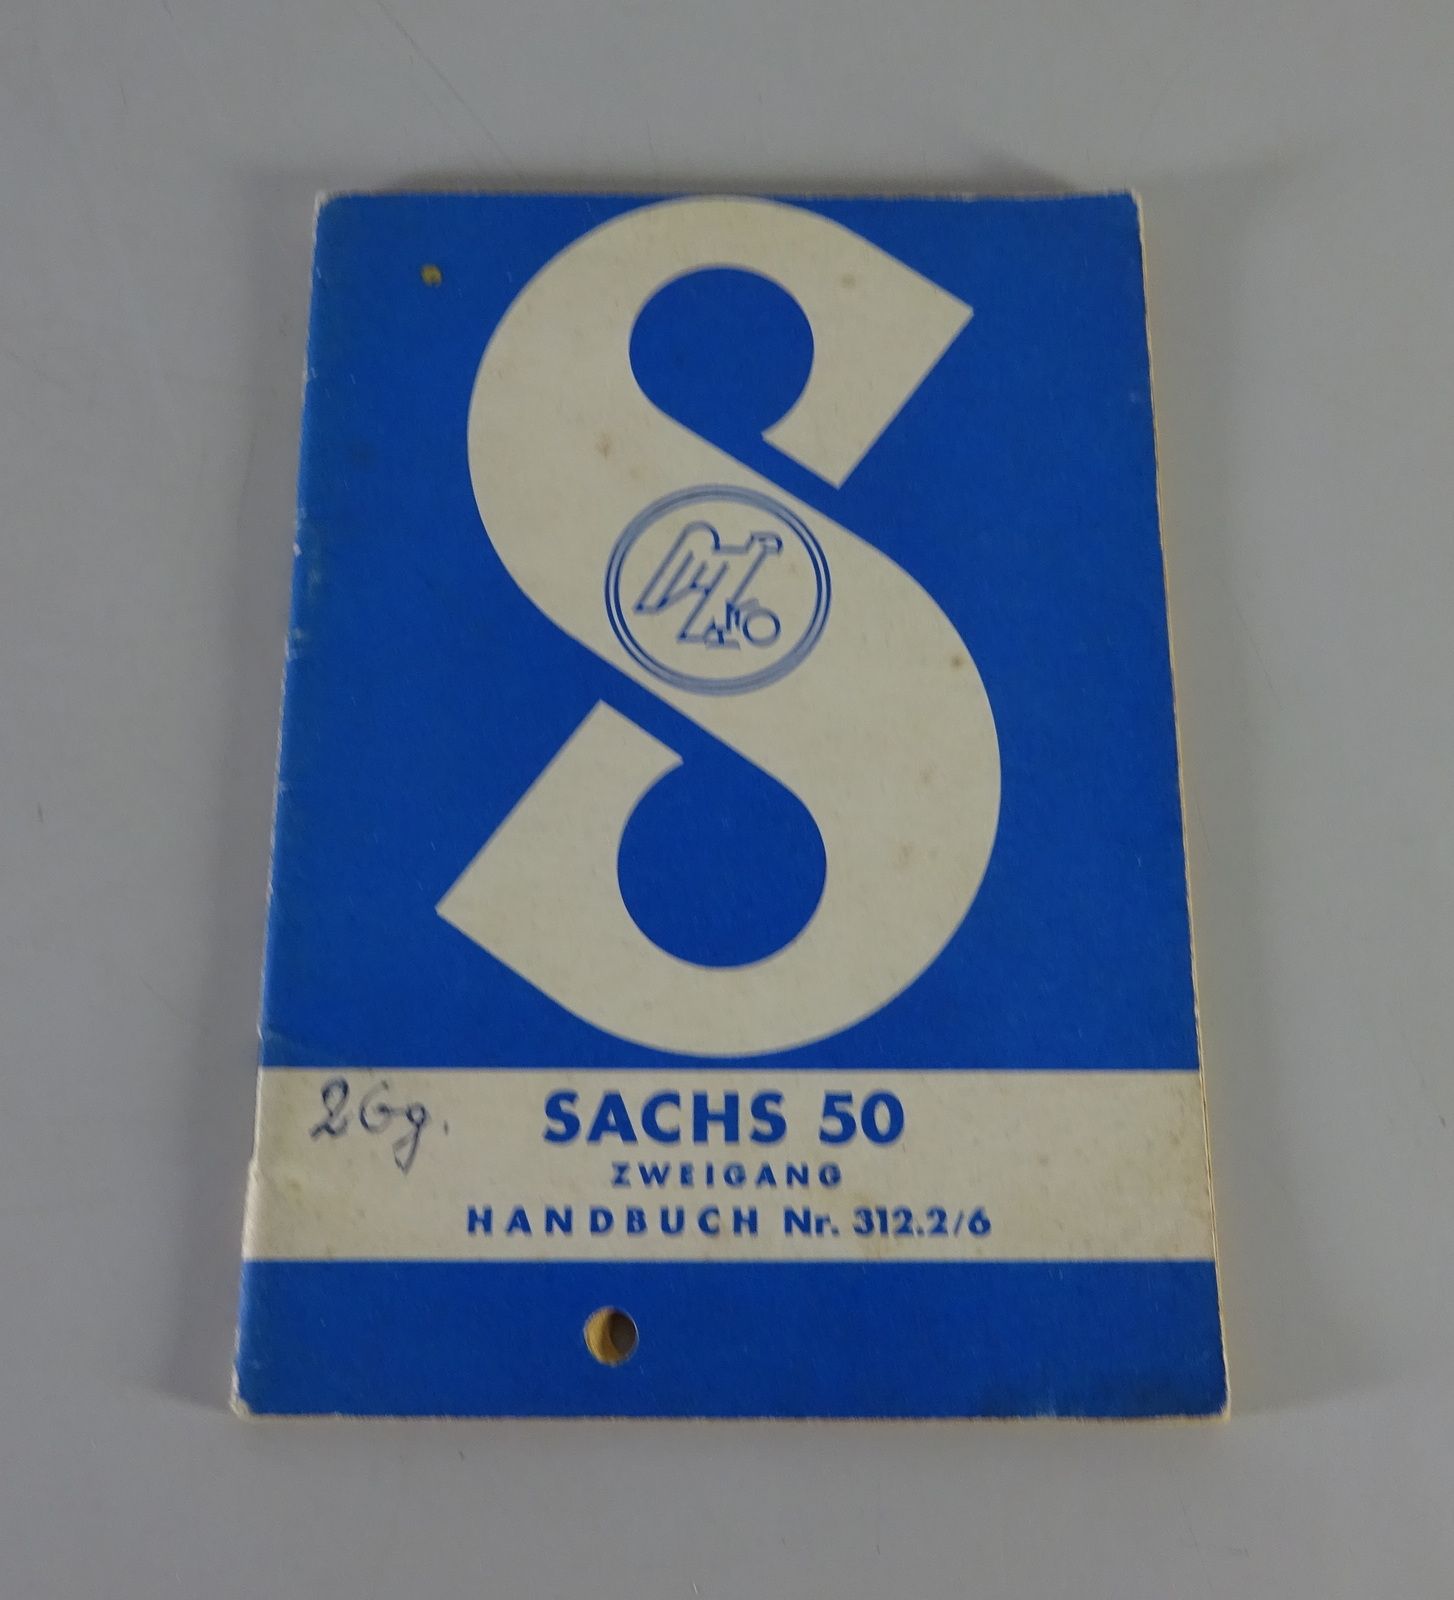 S
2Gg.
SACHS 50
ZWEIGANG
HANDBUCH Nr. 312.2/6